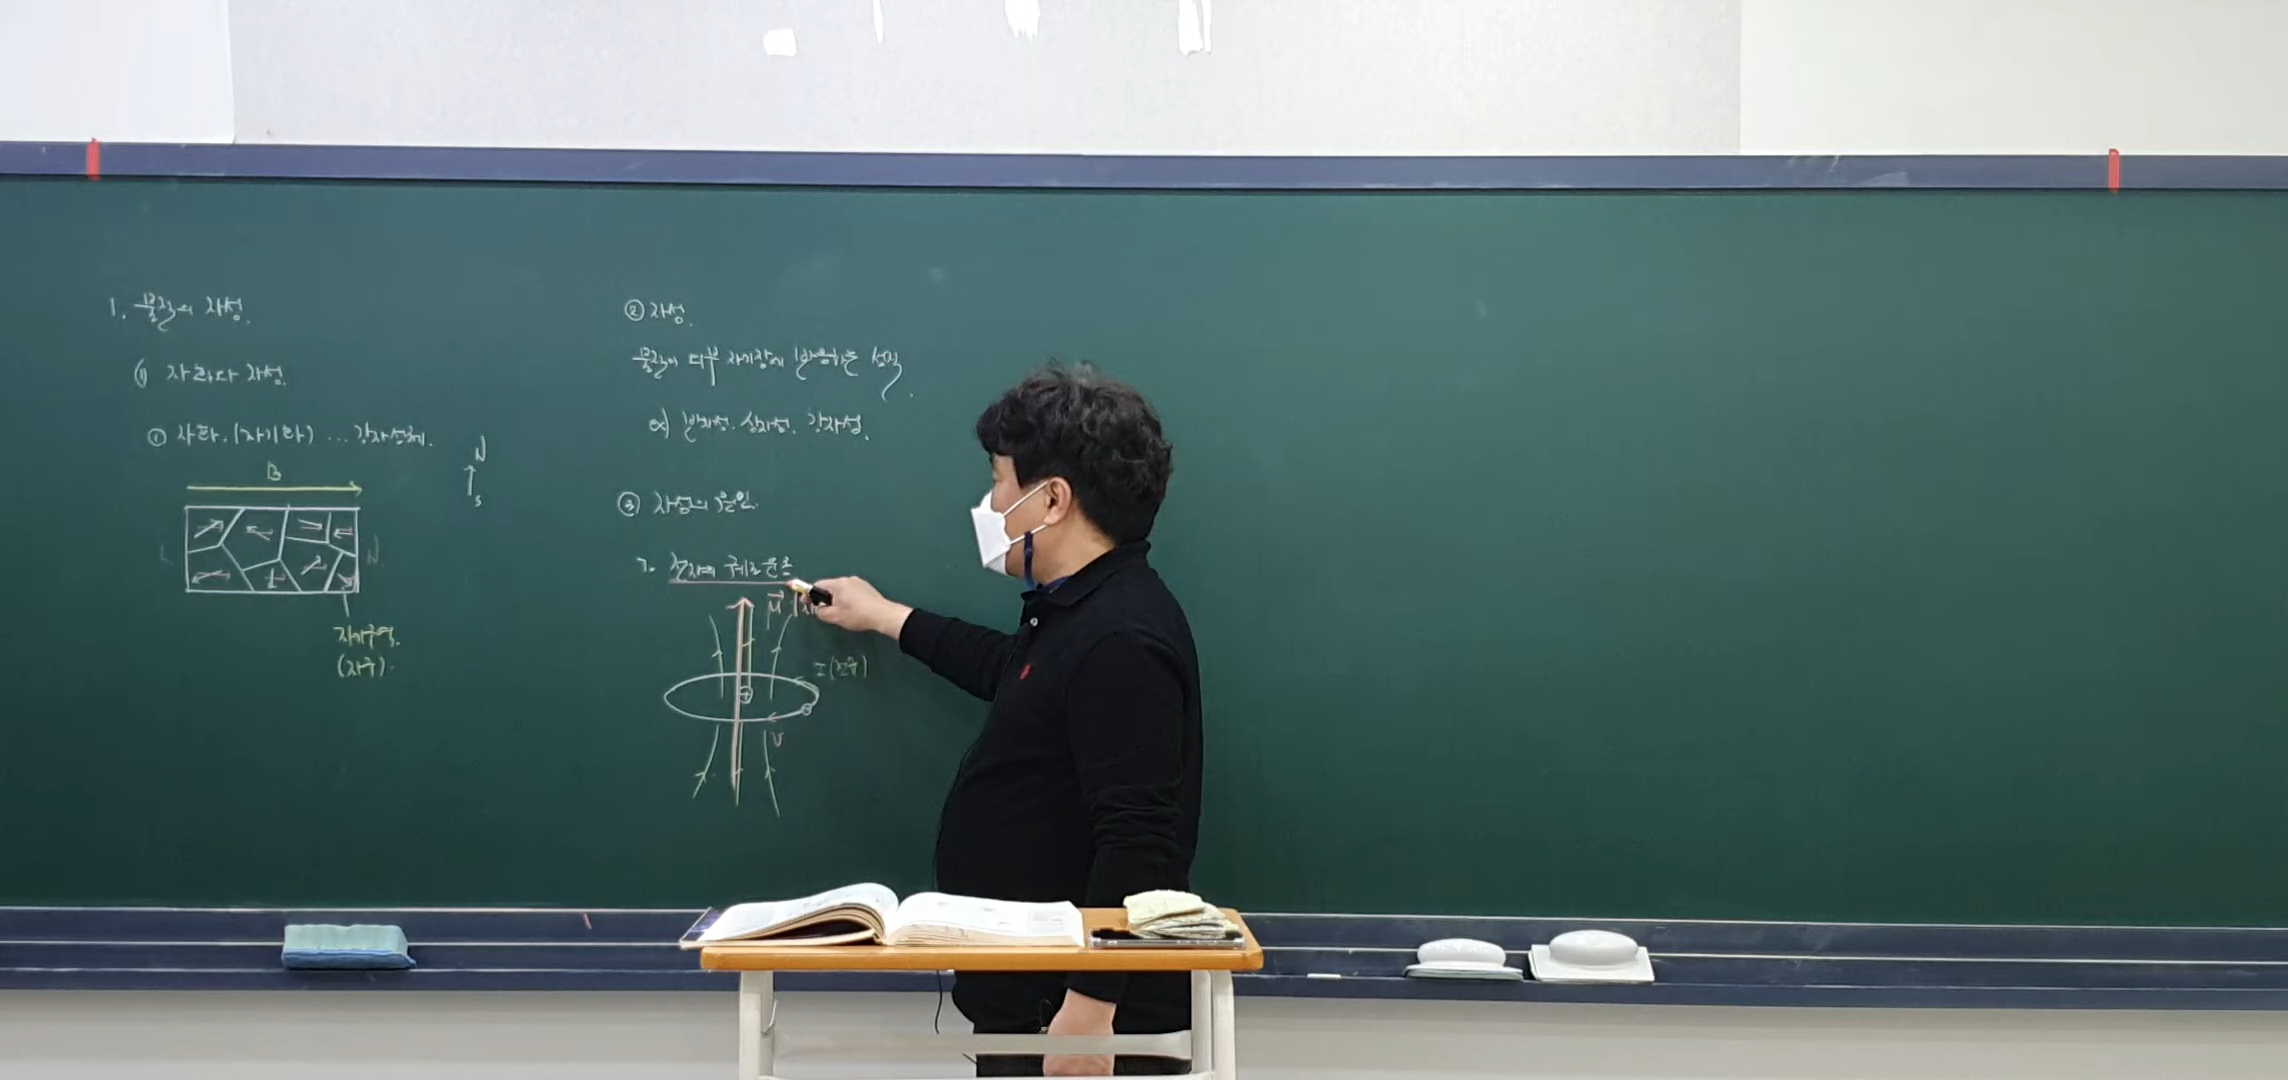 1. 물질의 자성.
(1) 자화와 자성.
① 자화. (자기화) ... 강자성체.
N
S
B
N
자기구역.
(자구).
② 자성.
물질이 외부 자기장에 반응하는 성질.
ex) 반자성. 상자성. 강자성.
③ 자성의 원인.
ㄱ. 전자의 궤도운동
μ
I (전류)
+
-
v